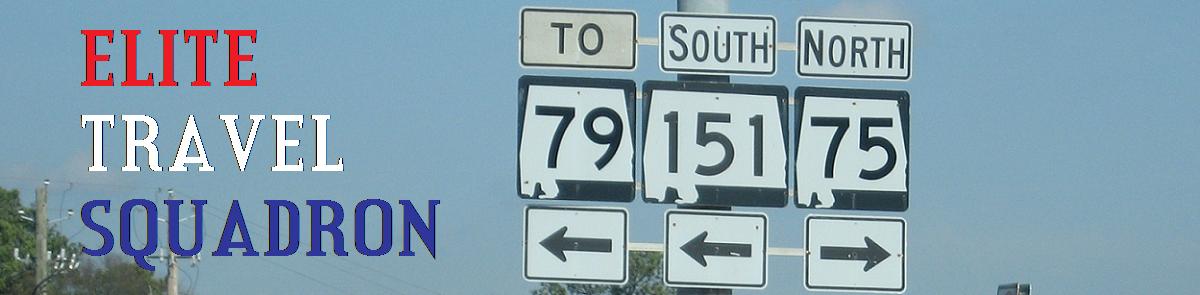 ELITE
TRAVEL
SQUADRON
TO SOUTH NORTH
79 151 75